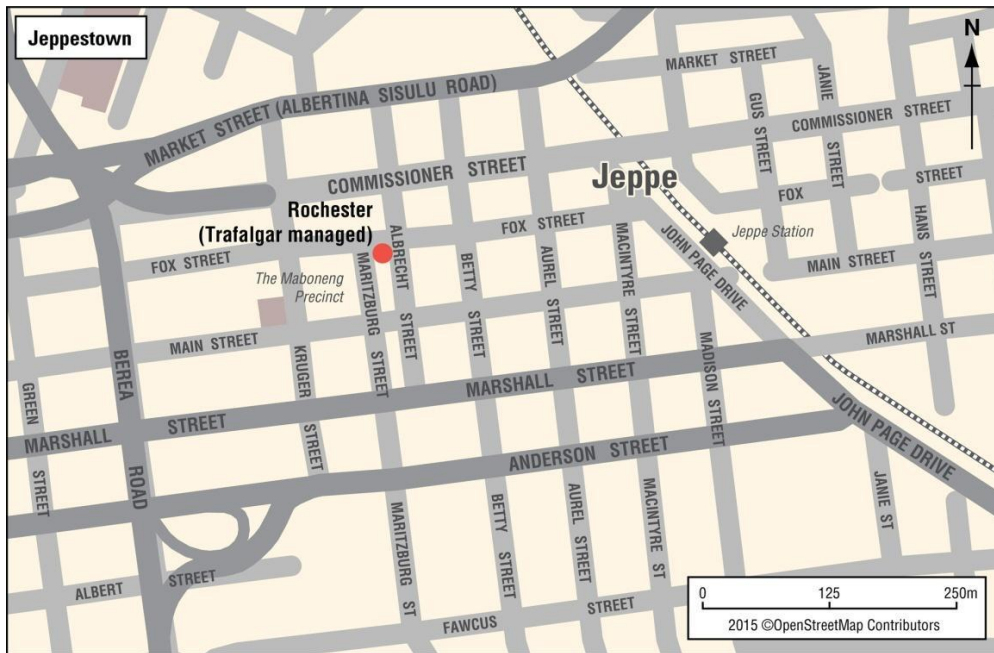 Jeppestown
N
MARKET STREET
MARKET STREET (ALBERTINA SISULU ROAD)
GUS STREET
JANIE STREET
COMMISSIONER STREET
COMMISSIONER STREET
Jeppe
FOX STREET
HANS STREET
Rochester
(Trafalgar managed)
FOX STREET
FOX STREET
ALBRECHT STREET
MARITZBURG STREET
BETTY STREET
AUREL STREET
MACINTYRE STREET
JOHN PAGE DRIVE
Jeppe Station
MAIN STREET
The Maboneng
Precinct
MAIN STREET
KRUGER STREET
MADISON STREET
MARSHALL ST
GREEN STREET
BEREA ROAD
MARSHALL STREET
MARSHALL STREET
JOHN PAGE DRIVE
ANDERSON STREET
MARITZBURG ST
BETTY STREET
AUREL STREET
MACINTYRE ST
JANIE ST
ALBERT STREET
FAWCUS STREET
0 125 250m
2015 ©OpenStreetMap Contributors